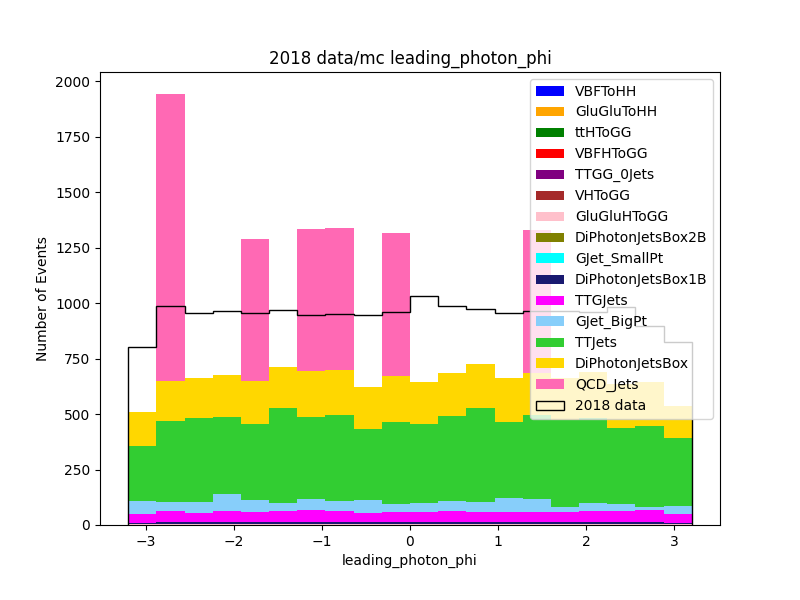 2018 data/mc leading_photon_phi
Number of Events
2000
1750
1500
1250
1000
750
500
250
0
−3
−2
−1
0
1
2
3
leading_photon_phi
VBFToHH
GluGluToHH
ttHToGG
VBFHToGG
TTGG_0Jets
VHToGG
GluGluHToGG
DiPhotonJetsBox2B
GJet_SmallPt
DiPhotonJetsBox1B
TTGJets
GJet_BigPt
TTJets
DiPhotonJetsBox
QCD_Jets
2018 data